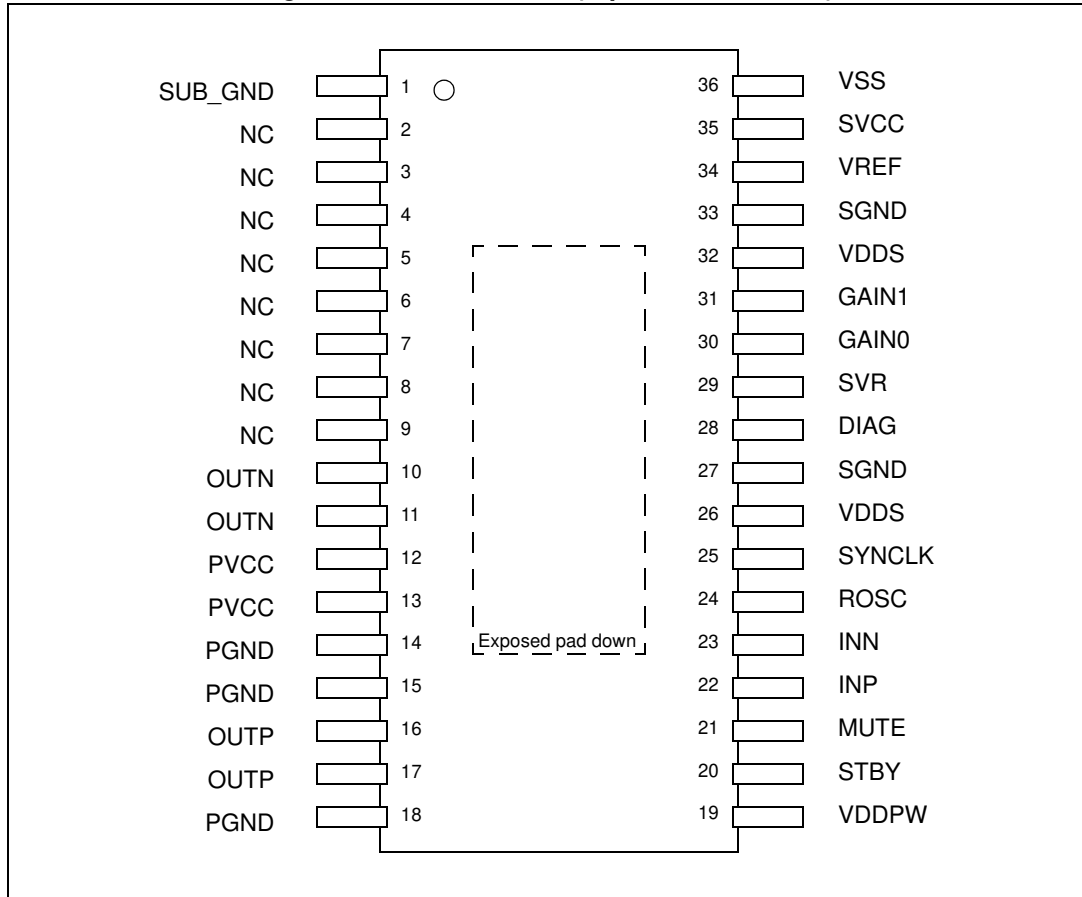 SUB_GND 1 36 VSS
NC 2 35 SVCC
NC 3 34 VREF
NC 4 33 SGND
NC 5 32 VDDS
NC 6 31 GAIN1
NC 7 30 GAIN0
NC 8 29 SVR
NC 9 28 DIAG
OUTN 10 27 SGND
OUTN 11 26 VDDS
PVCC 12 25 SYNCLK
PVCC 13 24 ROSC
PGND 14 Exposed pad down 23 INN
PGND 15 22 INP
OUTP 16 21 MUTE
OUTP 17 20 STBY
PGND 18 19 VDDPW